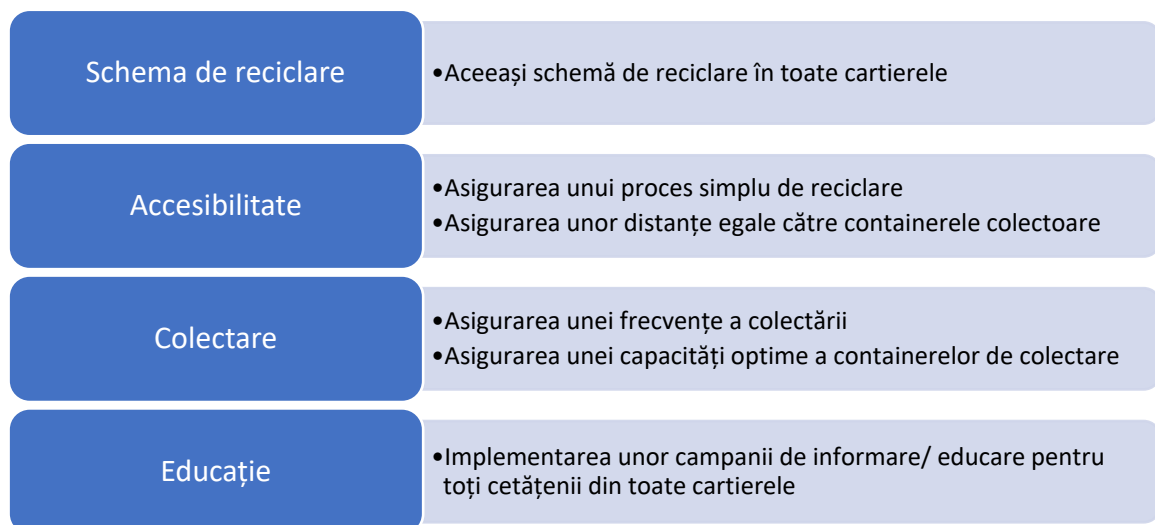 Schema de reciclare
•Aceeași schemă de reciclare în toate cartierele
Accesibilitate
•Asigurarea unui proces simplu de reciclare
•Asigurarea unor distanțe egale către containerele colectoare
Colectare
•Asigurarea unei frecvențe a colectării
•Asigurarea unei capacități optime a containerelor de colectare
Educație
•Implementarea unor campanii de informare/ educare pentru
toți cetățenii din toate cartierele